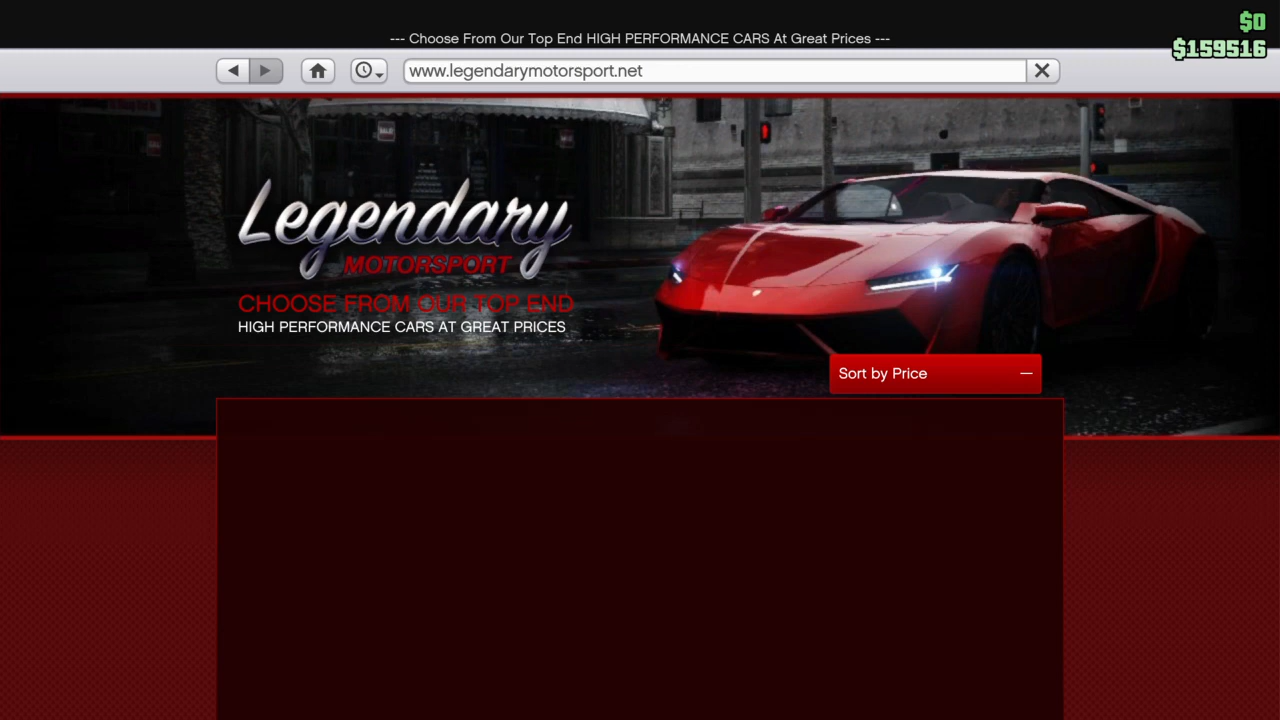 --- Choose From Our Top End HIGH PERFORMANCE CARS At Great Prices ---
$0
$159516
www.legendarymotorsport.net
Legendary
MOTORSPORT
CHOOSE FROM OUR TOP END
HIGH PERFORMANCE CARS AT GREAT PRICES
Sort by Price